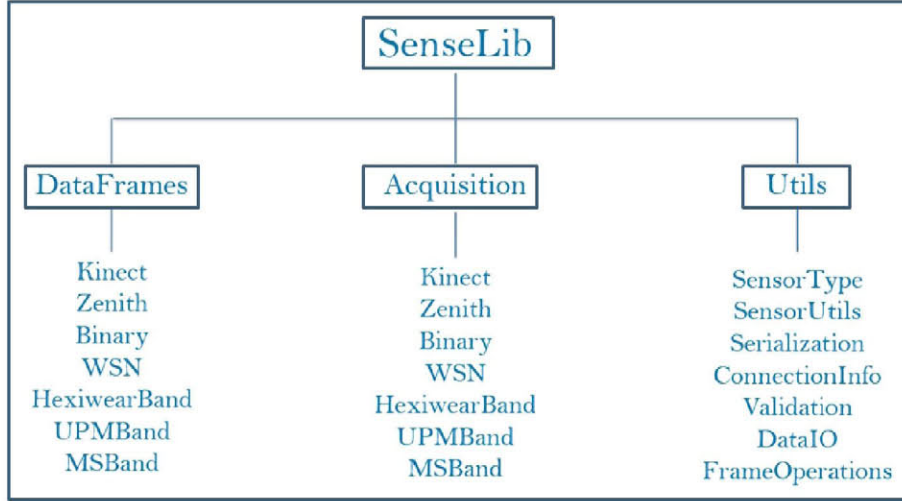 SenseLib
DataFrames
Kinect
Zenith
Binary
WSN
HexiwearBand
UPMBand
MSBand
Acquisition
Kinect
Zenith
Binary
WSN
HexiwearBand
UPMBand
MSBand
Utils
SensorType
SensorUtils
Serialization
ConnectionInfo
Validation
DataIO
FrameOperations